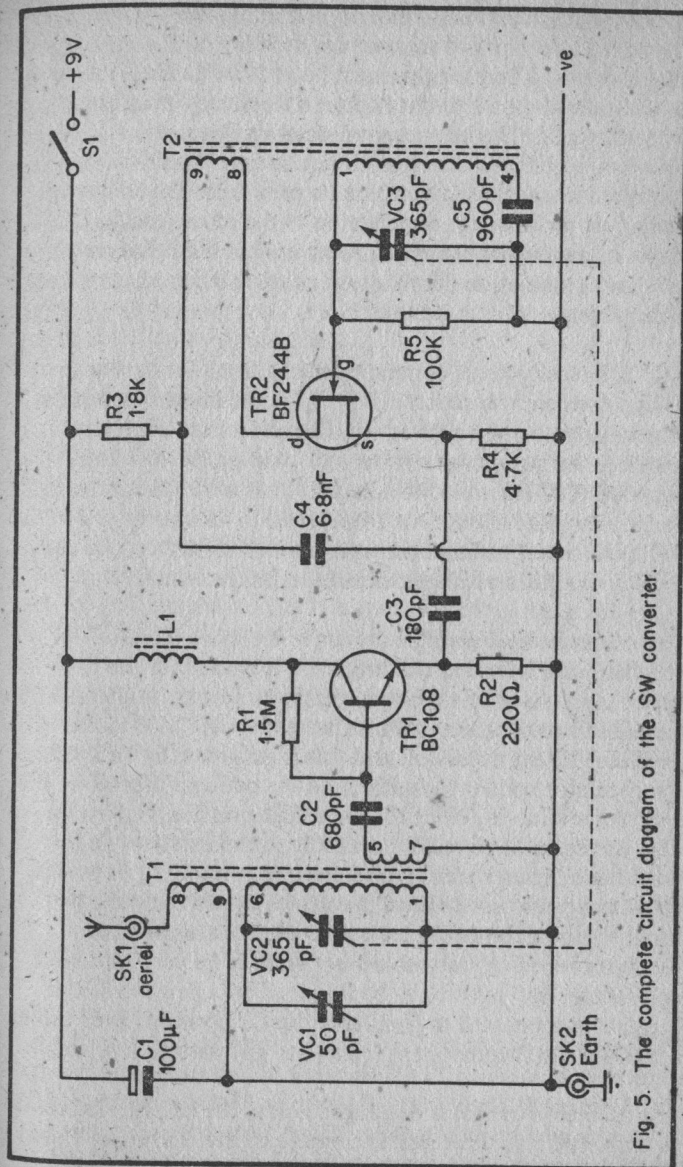 SK1
aerial
C1
100µF
SK2
Earth
T1
8
9
6
1
VC1
50
pF
VC2
365
pF
5
7
C2
680pF
R1
1·5M
L1
TR1
BC108
R2
220Ω
C3
180pF
C4
6·8nF
R3
1·8K
TR2
BF244B
d
g
s
R4
4·7K
R5
100K
VC3
365pF
C5
960pF
T2
9
8
1
4
S1
+9V
-ve
Fig. 5. The complete circuit diagram of the SW converter.